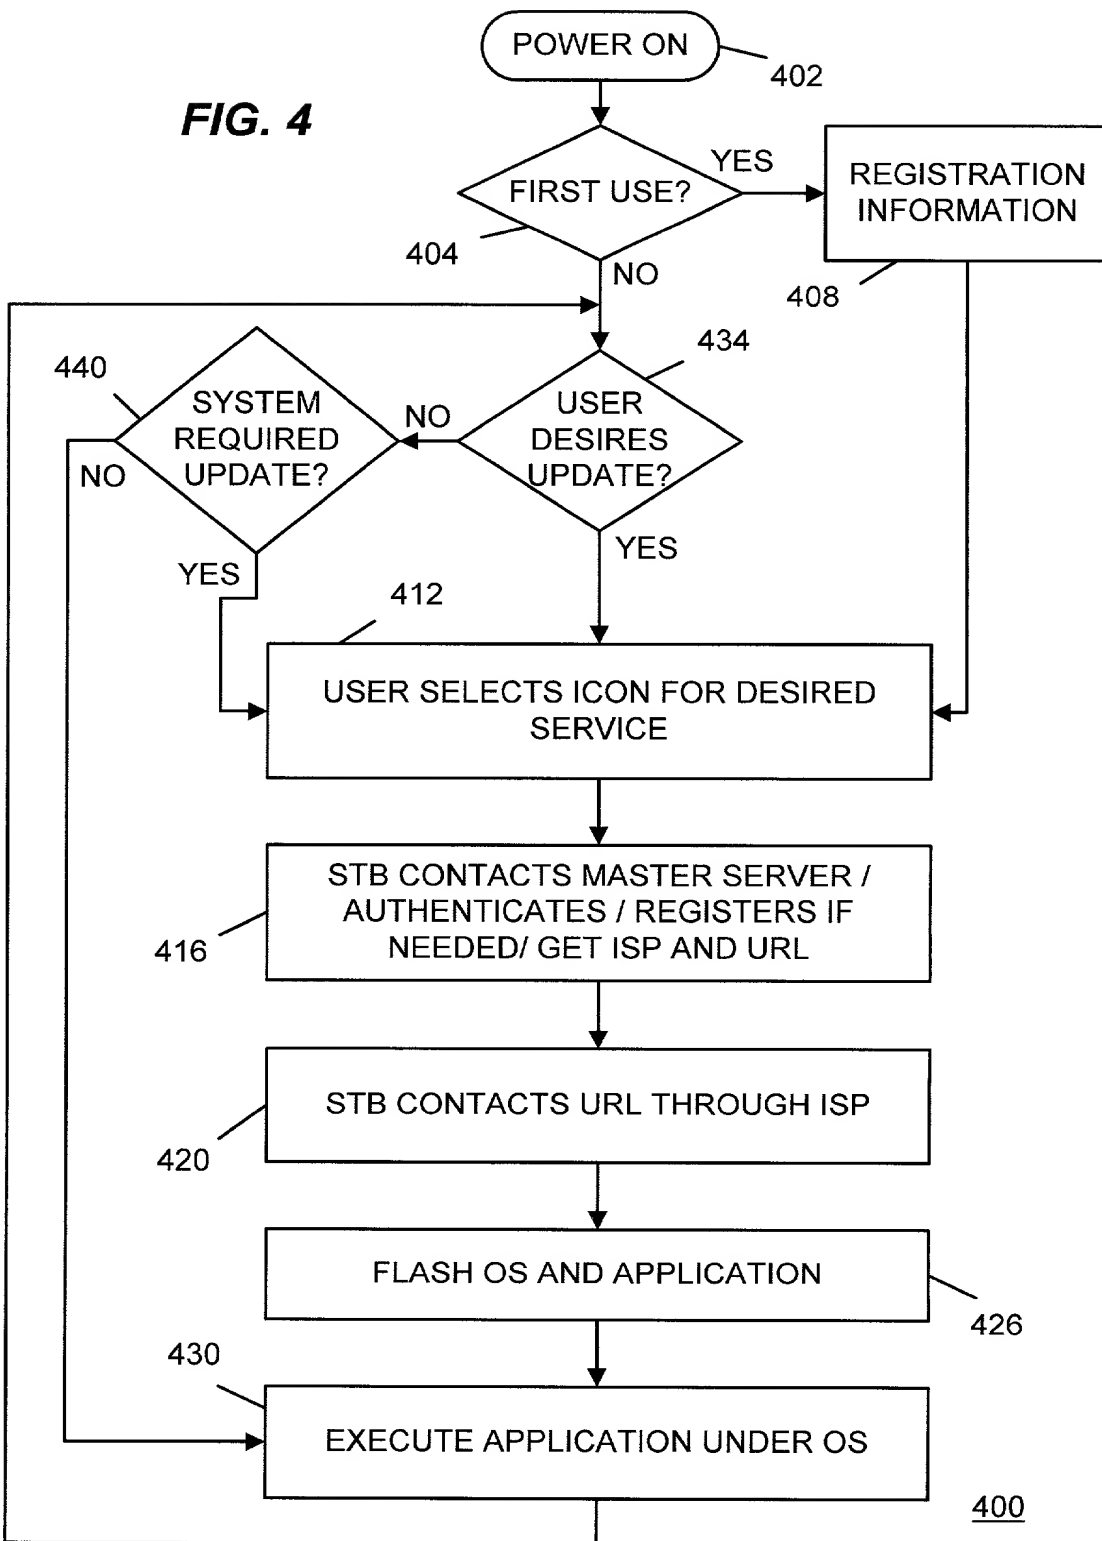 POWER ON
402
FIG. 4
FIRST USE?
YES
404
NO
REGISTRATION
INFORMATION
408
434
440
SYSTEM
REQUIRED
UPDATE?
NO
NO
USER
DESIRES
UPDATE?
YES
YES
412
USER SELECTS ICON FOR DESIRED
SERVICE
STB CONTACTS MASTER SERVER /
AUTHENTICATES / REGISTERS IF
NEEDED/ GET ISP AND URL
416
STB CONTACTS URL THROUGH ISP
420
FLASH OS AND APPLICATION
426
430
EXECUTE APPLICATION UNDER OS
400